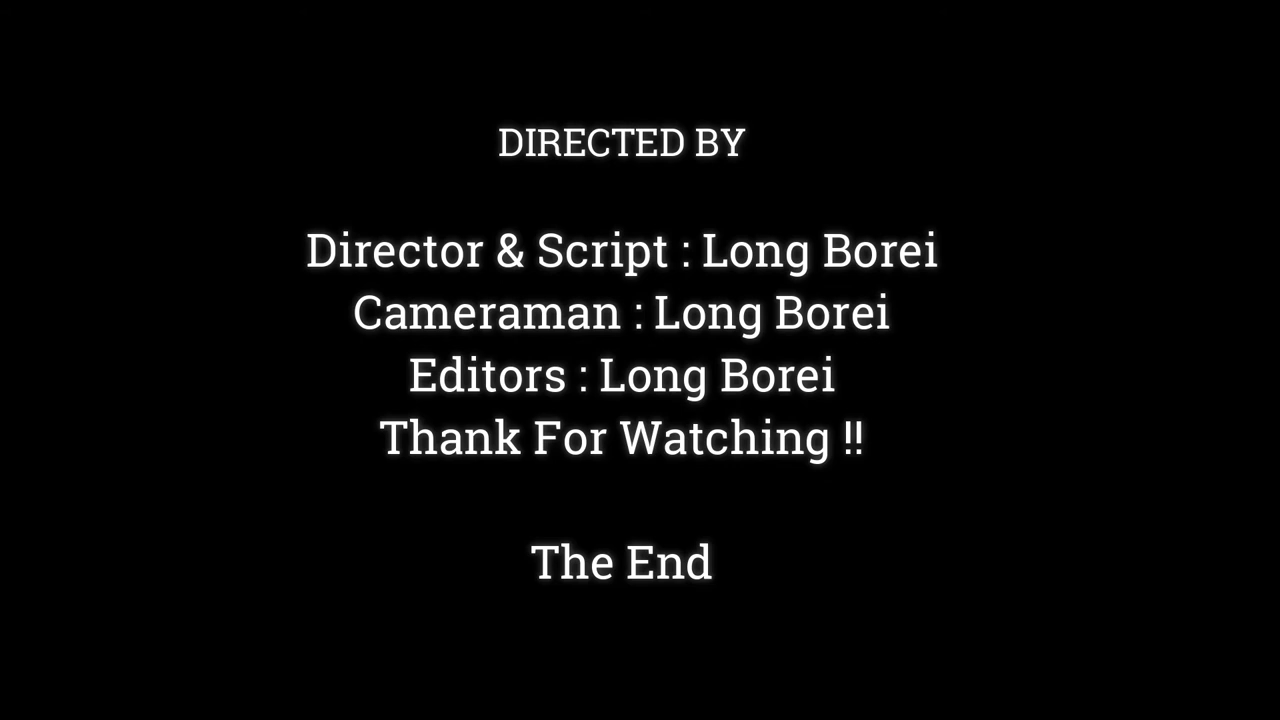 DIRECTED BY
Director & Script : Long Borei
Cameraman : Long Borei
Editors : Long Borei
Thank For Watching !!
The End